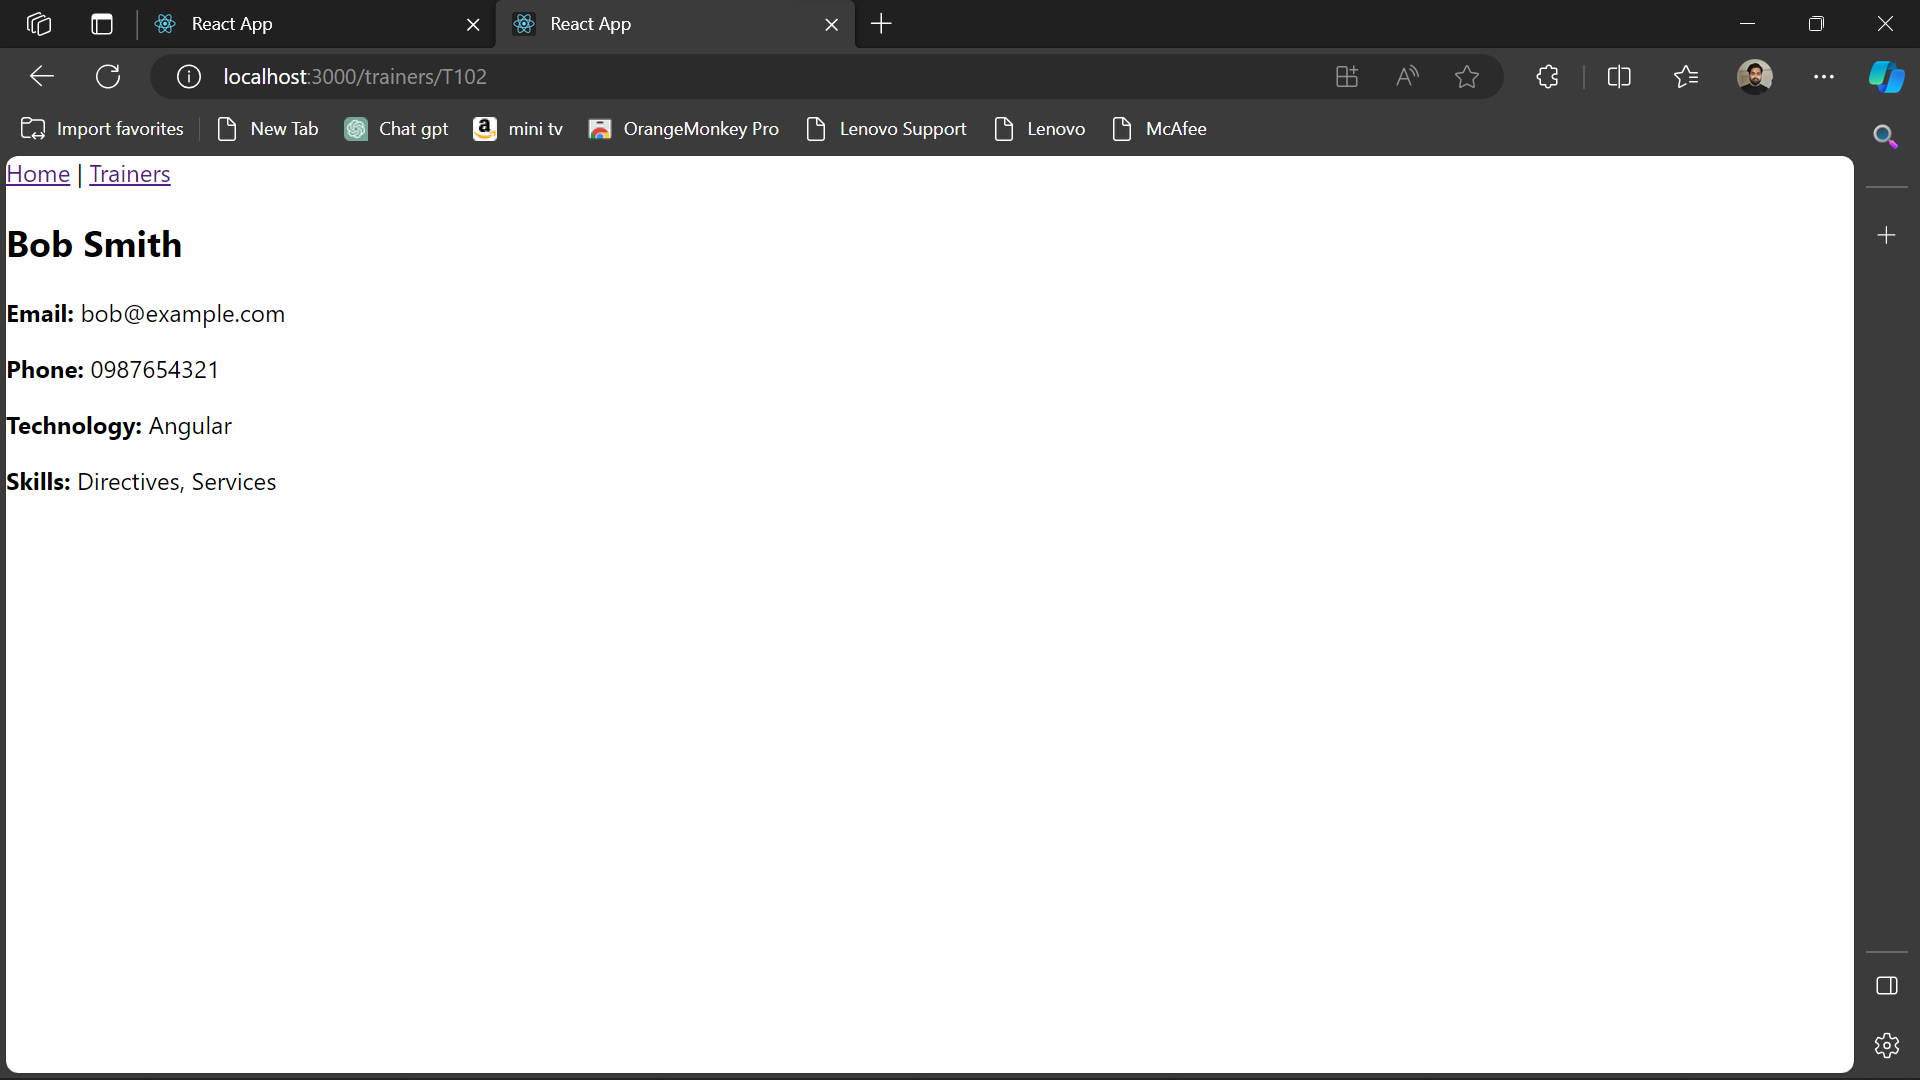 React App
React App
localhost:3000/trainers/T102
Import favorites
New Tab
Chat gpt
mini tv
OrangeMonkey Pro
Lenovo Support
Lenovo
McAfee
Home | Trainers
Bob Smith
Email: bob@example.com
Phone: 0987654321
Technology: Angular
Skills: Directives, Services